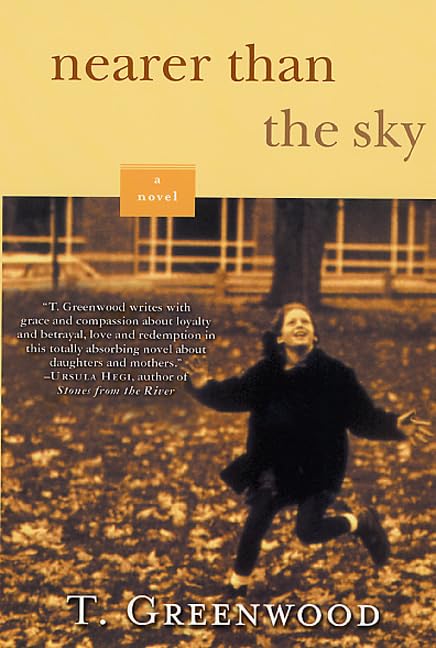 nearer than
the sky
a
novel
“T. Greenwood writes with
grace and compassion about loyalty
and betrayal, love and redemption in
this totally absorbing novel about
daughters and mothers.”
–Ursula Hegi, author of
Stones from the River
T. Greenwood